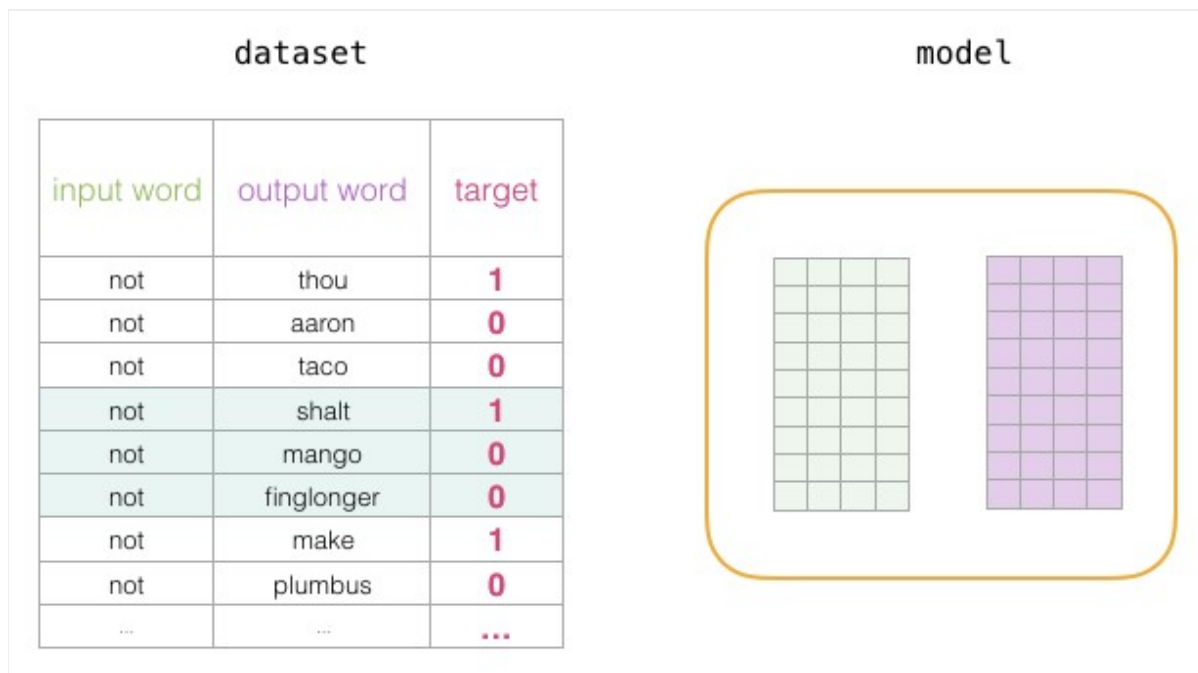 dataset model
input word output word target
not thou 1
not aaron 0
not taco 0
not shalt 1
not mango 0
not finglonger 0
not make 1
not plumbus 0
... ... ...